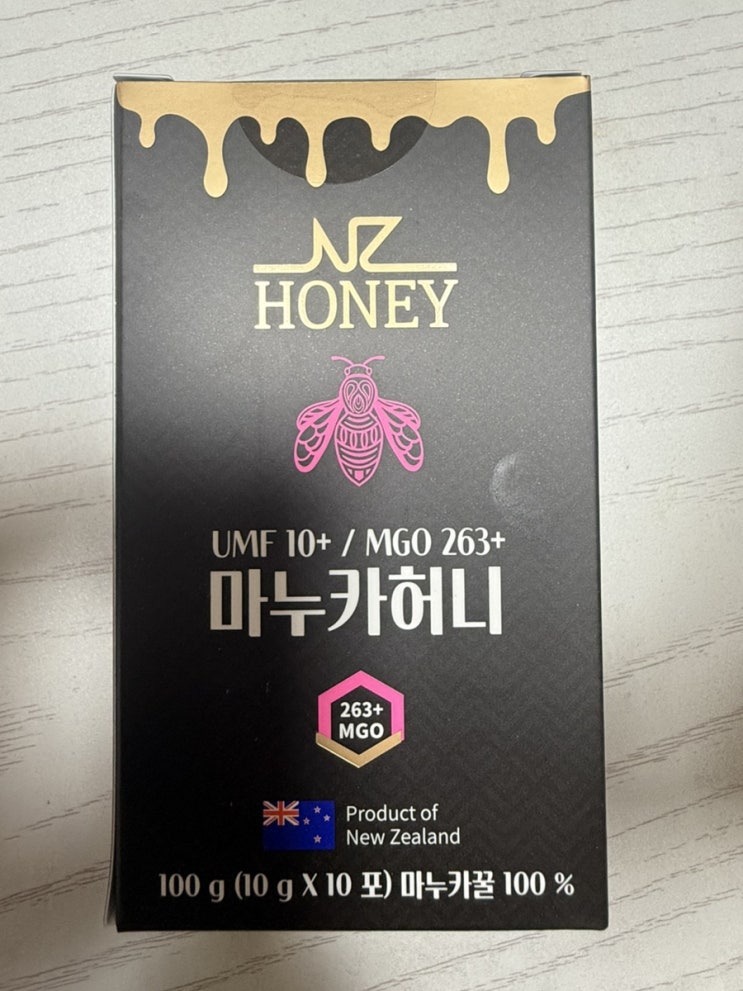 NZ
HONEY
UMF 10+ / MGO 263+
마누카허니
263+
MGO
Product of
New Zealand
100 g (10 g X 10 포) 마누카꿀 100 %